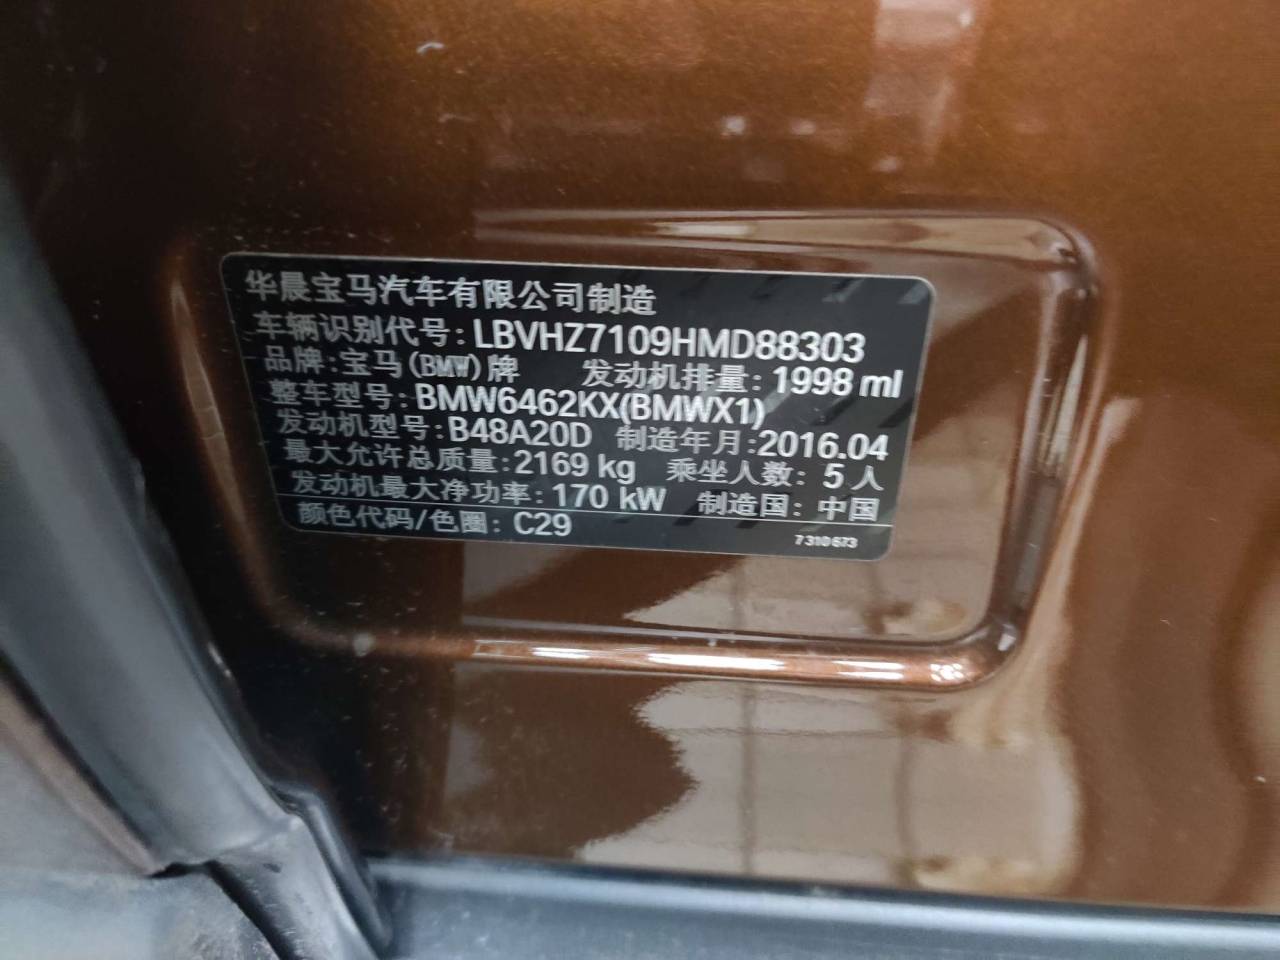 华晨宝马汽车有限公司制造
车辆识别代号: LBVHZ7109HMD88303
品牌: 宝马(BMW)牌 发动机排量: 1998 ml
整车型号: BMW6462KX(BMWX1)
发动机型号: B48A20D 制造年月: 2016.04
最大允许总质量: 2169 kg 乘坐人数: 5 人
发动机最大净功率: 170 kW 制造国: 中国
颜色代码/色圈: C29 7 310 673